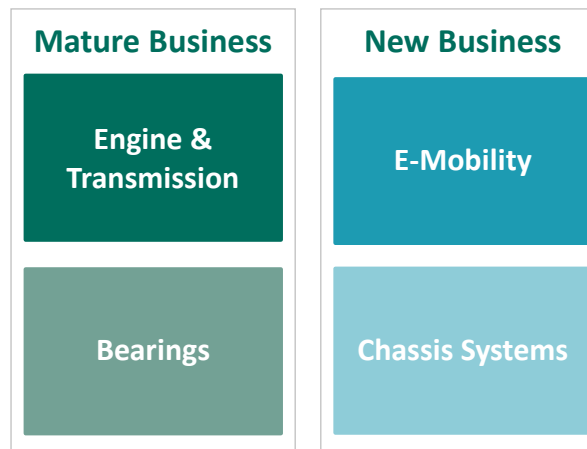 Mature Business
Engine &
Transmission
Bearings
New Business
E-Mobility
Chassis Systems